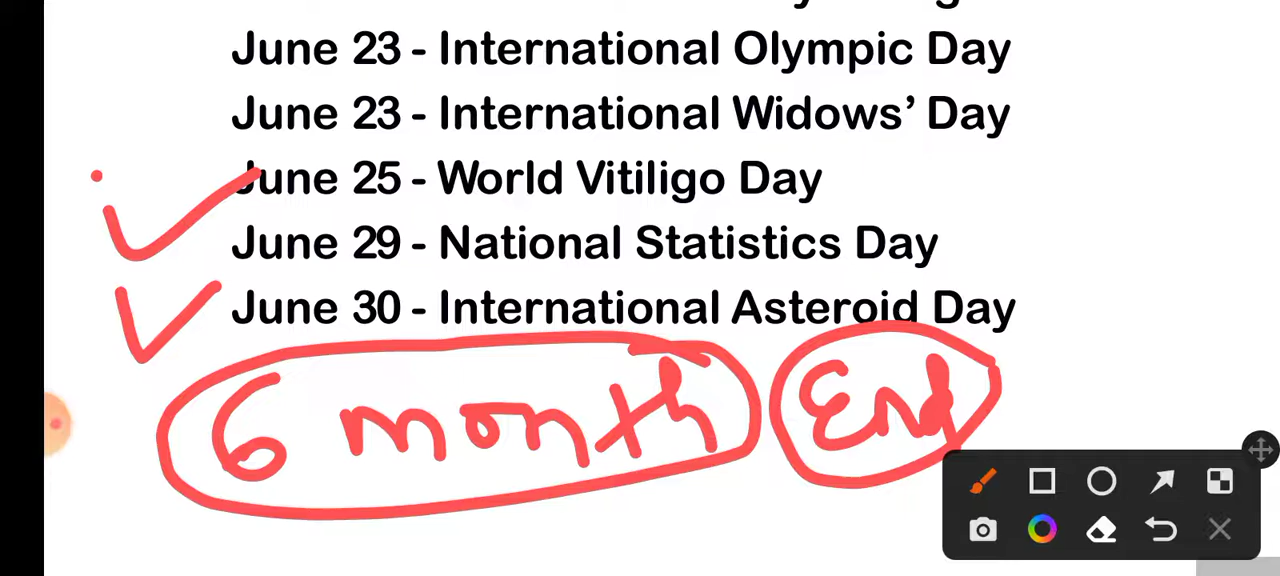 June 23 - International Olympic Day
June 23 - International Widows’ Day
June 25 - World Vitiligo Day
June 29 - National Statistics Day
June 30 - International Asteroid Day
6 month End